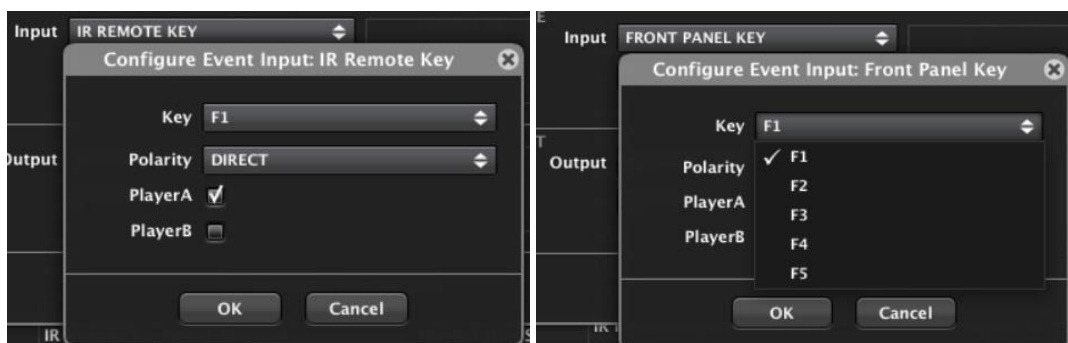 Input IR REMOTE KEY
Configure Event Input: IR Remote Key
Key F1
Output Polarity DIRECT
PlayerA
PlayerB
OK Cancel
IR
E
Input FRONT PANEL KEY
Configure Event Input: Front Panel Key
Key F1
T
Output Polarity
F1
F2
PlayerA
F3
PlayerB
F4
F5
OK Cancel